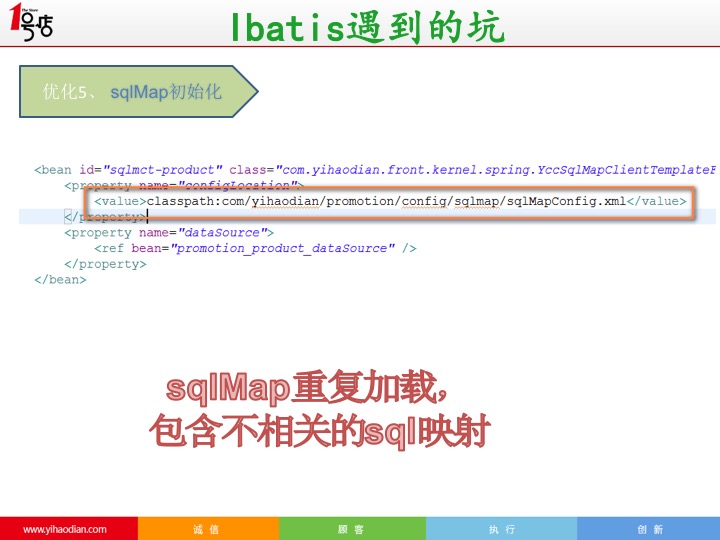 The Store
1号店
Ibatis遇到的坑
优化5、 sqlMap初始化
<bean id="sqlmct-product" class="com.yihaodian.front.kernel.spring.YccSqlMapClientTemplateF
<property name="configLocation">
<value>classpath:com/yihaodian/promotion/config/sqlmap/sqlMapConfig.xml</value>
</property>
<property name="dataSource">
<ref bean="promotion_product_dataSource" />
</property>
</bean>
sqlMap重复加载，
包含不相关的sql映射
www.yihaodian.com 诚 信 顾 客 执 行 创 新